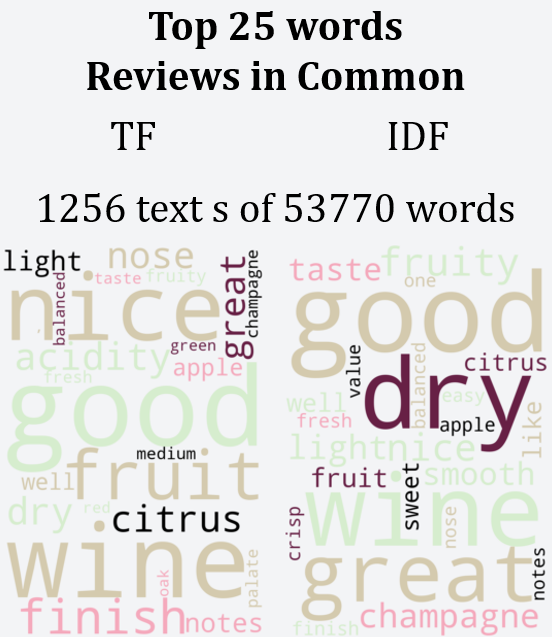 Top 25 words
Reviews in Common
TF
IDF
1256 text s of 53770 words
light
nose
taste
fruity
balanced
nice
great
champagne
green
acidity
apple
fresh
good
medium
well
fruit
dry
red
citrus
wine
oak
palate
finish
notes
taste
fruity
one
good
value
balanced
citrus
dry
well
easy
fresh
apple
like
light
nice
fruit
sweet
smooth
wine
crisp
nose
great
notes
champagne
finish